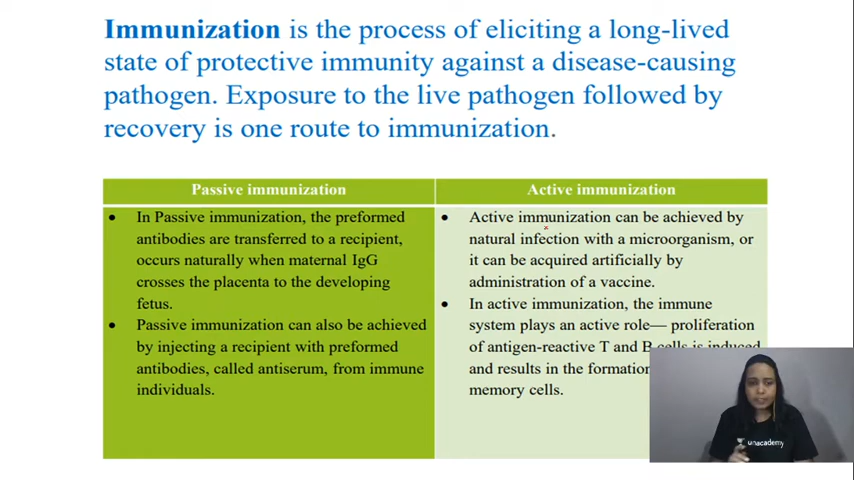 Immunization is the process of eliciting a long-lived
state of protective immunity against a disease-causing
pathogen. Exposure to the live pathogen followed by
recovery is one route to immunization.
Passive immunization
• In Passive immunization, the preformed
antibodies are transferred to a recipient,
occurs naturally when maternal IgG
crosses the placenta to the developing
fetus.
• Passive immunization can also be achieved
by injecting a recipient with preformed
antibodies, called antiserum, from immune
individuals.
Active immunization
• Active immunization can be achieved by
natural infection with a microorganism, or
it can be acquired artificially by
administration of a vaccine.
• In active immunization, the immune
system plays an active role— proliferation
of antigen-reactive T and B cells is induced
and results in the formation
memory cells.
unacademy